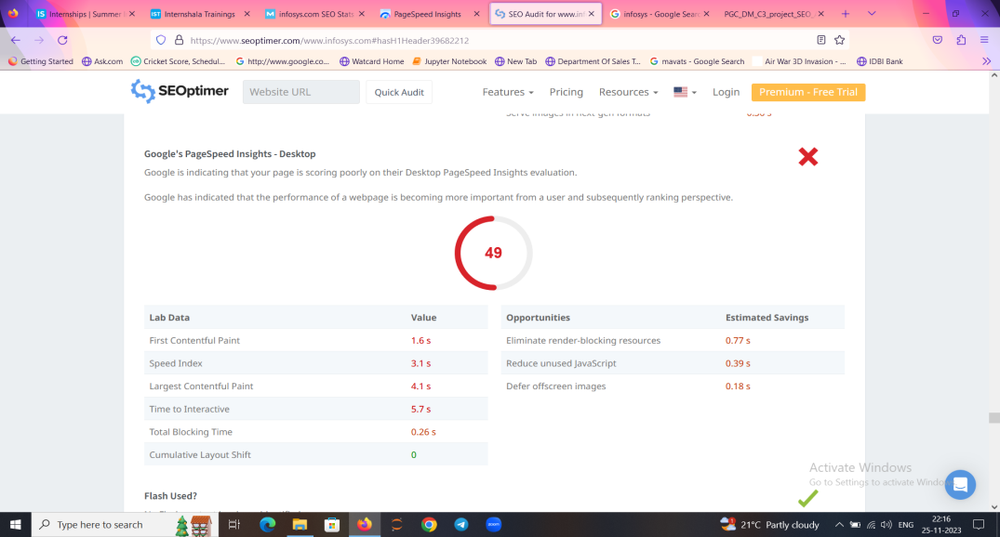 Internships | Summer
Internshala Trainings
infosys.com SEO Stats
PageSpeed Insights
SEO Audit for www.inf
infosys - Google Searc
PGC_DM_C3_project_SEO_
https://www.seoptimer.com/www.infosys.com#hasH1Header39682212
Getting Started
Ask.com
Cricket Score, Schedul...
http://www.google.co...
Watcard Home
Jupyter Notebook
New Tab
Department Of Sales T...
mavats - Google Search
Air War 3D Invasion - ...
IDBI Bank
SEOptimer
Website URL
Quick Audit
Features
Pricing
Resources
Login
Premium - Free Trial
Serve images in next-gen formats
Google's PageSpeed Insights - Desktop
Google is indicating that your page is scoring poorly on their Desktop PageSpeed Insights evaluation.
Google has indicated that the performance of a webpage is becoming more important from a user and subsequently ranking perspective.
49
Lab Data Value
First Contentful Paint 1.6 s
Speed Index 3.1 s
Largest Contentful Paint 4.1 s
Time to Interactive 5.7 s
Total Blocking Time 0.26 s
Cumulative Layout Shift 0
Opportunities Estimated Savings
Eliminate render-blocking resources 0.77 s
Reduce unused JavaScript 0.39 s
Defer offscreen images 0.18 s
Activate Windows
Go to Settings to activate Windo
Flash Used?
Type here to search
21°C Partly cloudy
ENG
22:16
25-11-2023